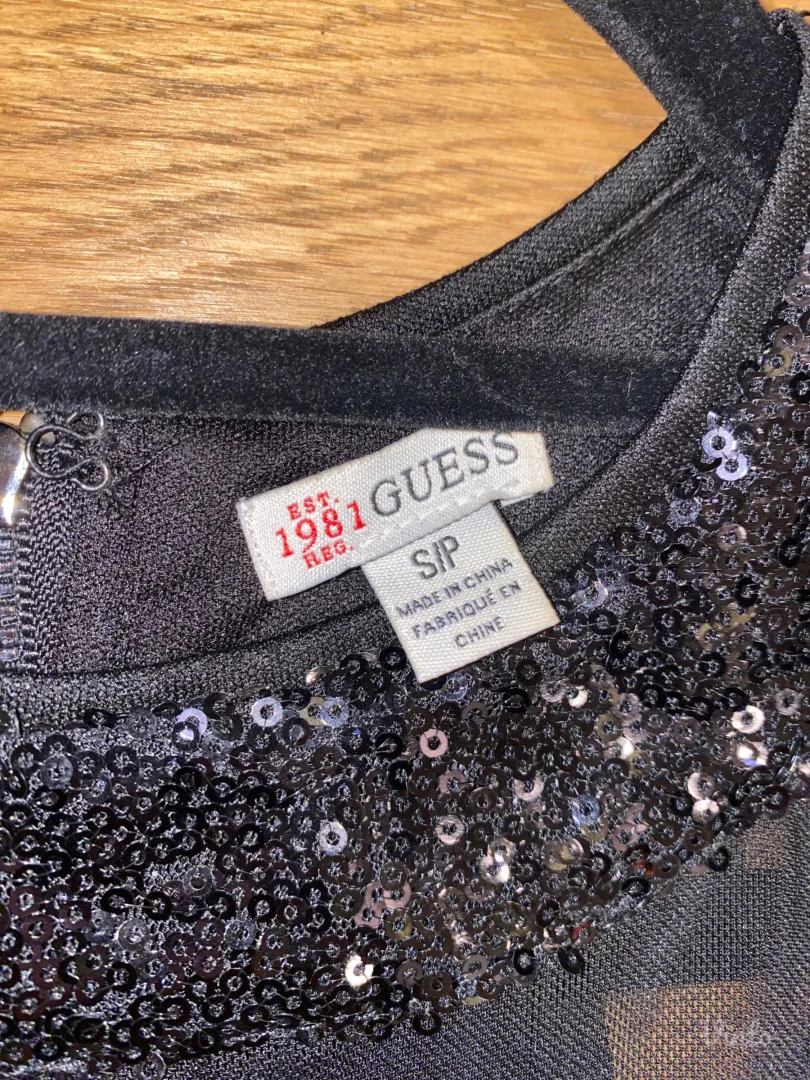 EST.
1981
REG.
GUESS
S/P
MADE IN CHINA
FABRIQUÉ EN
CHINE